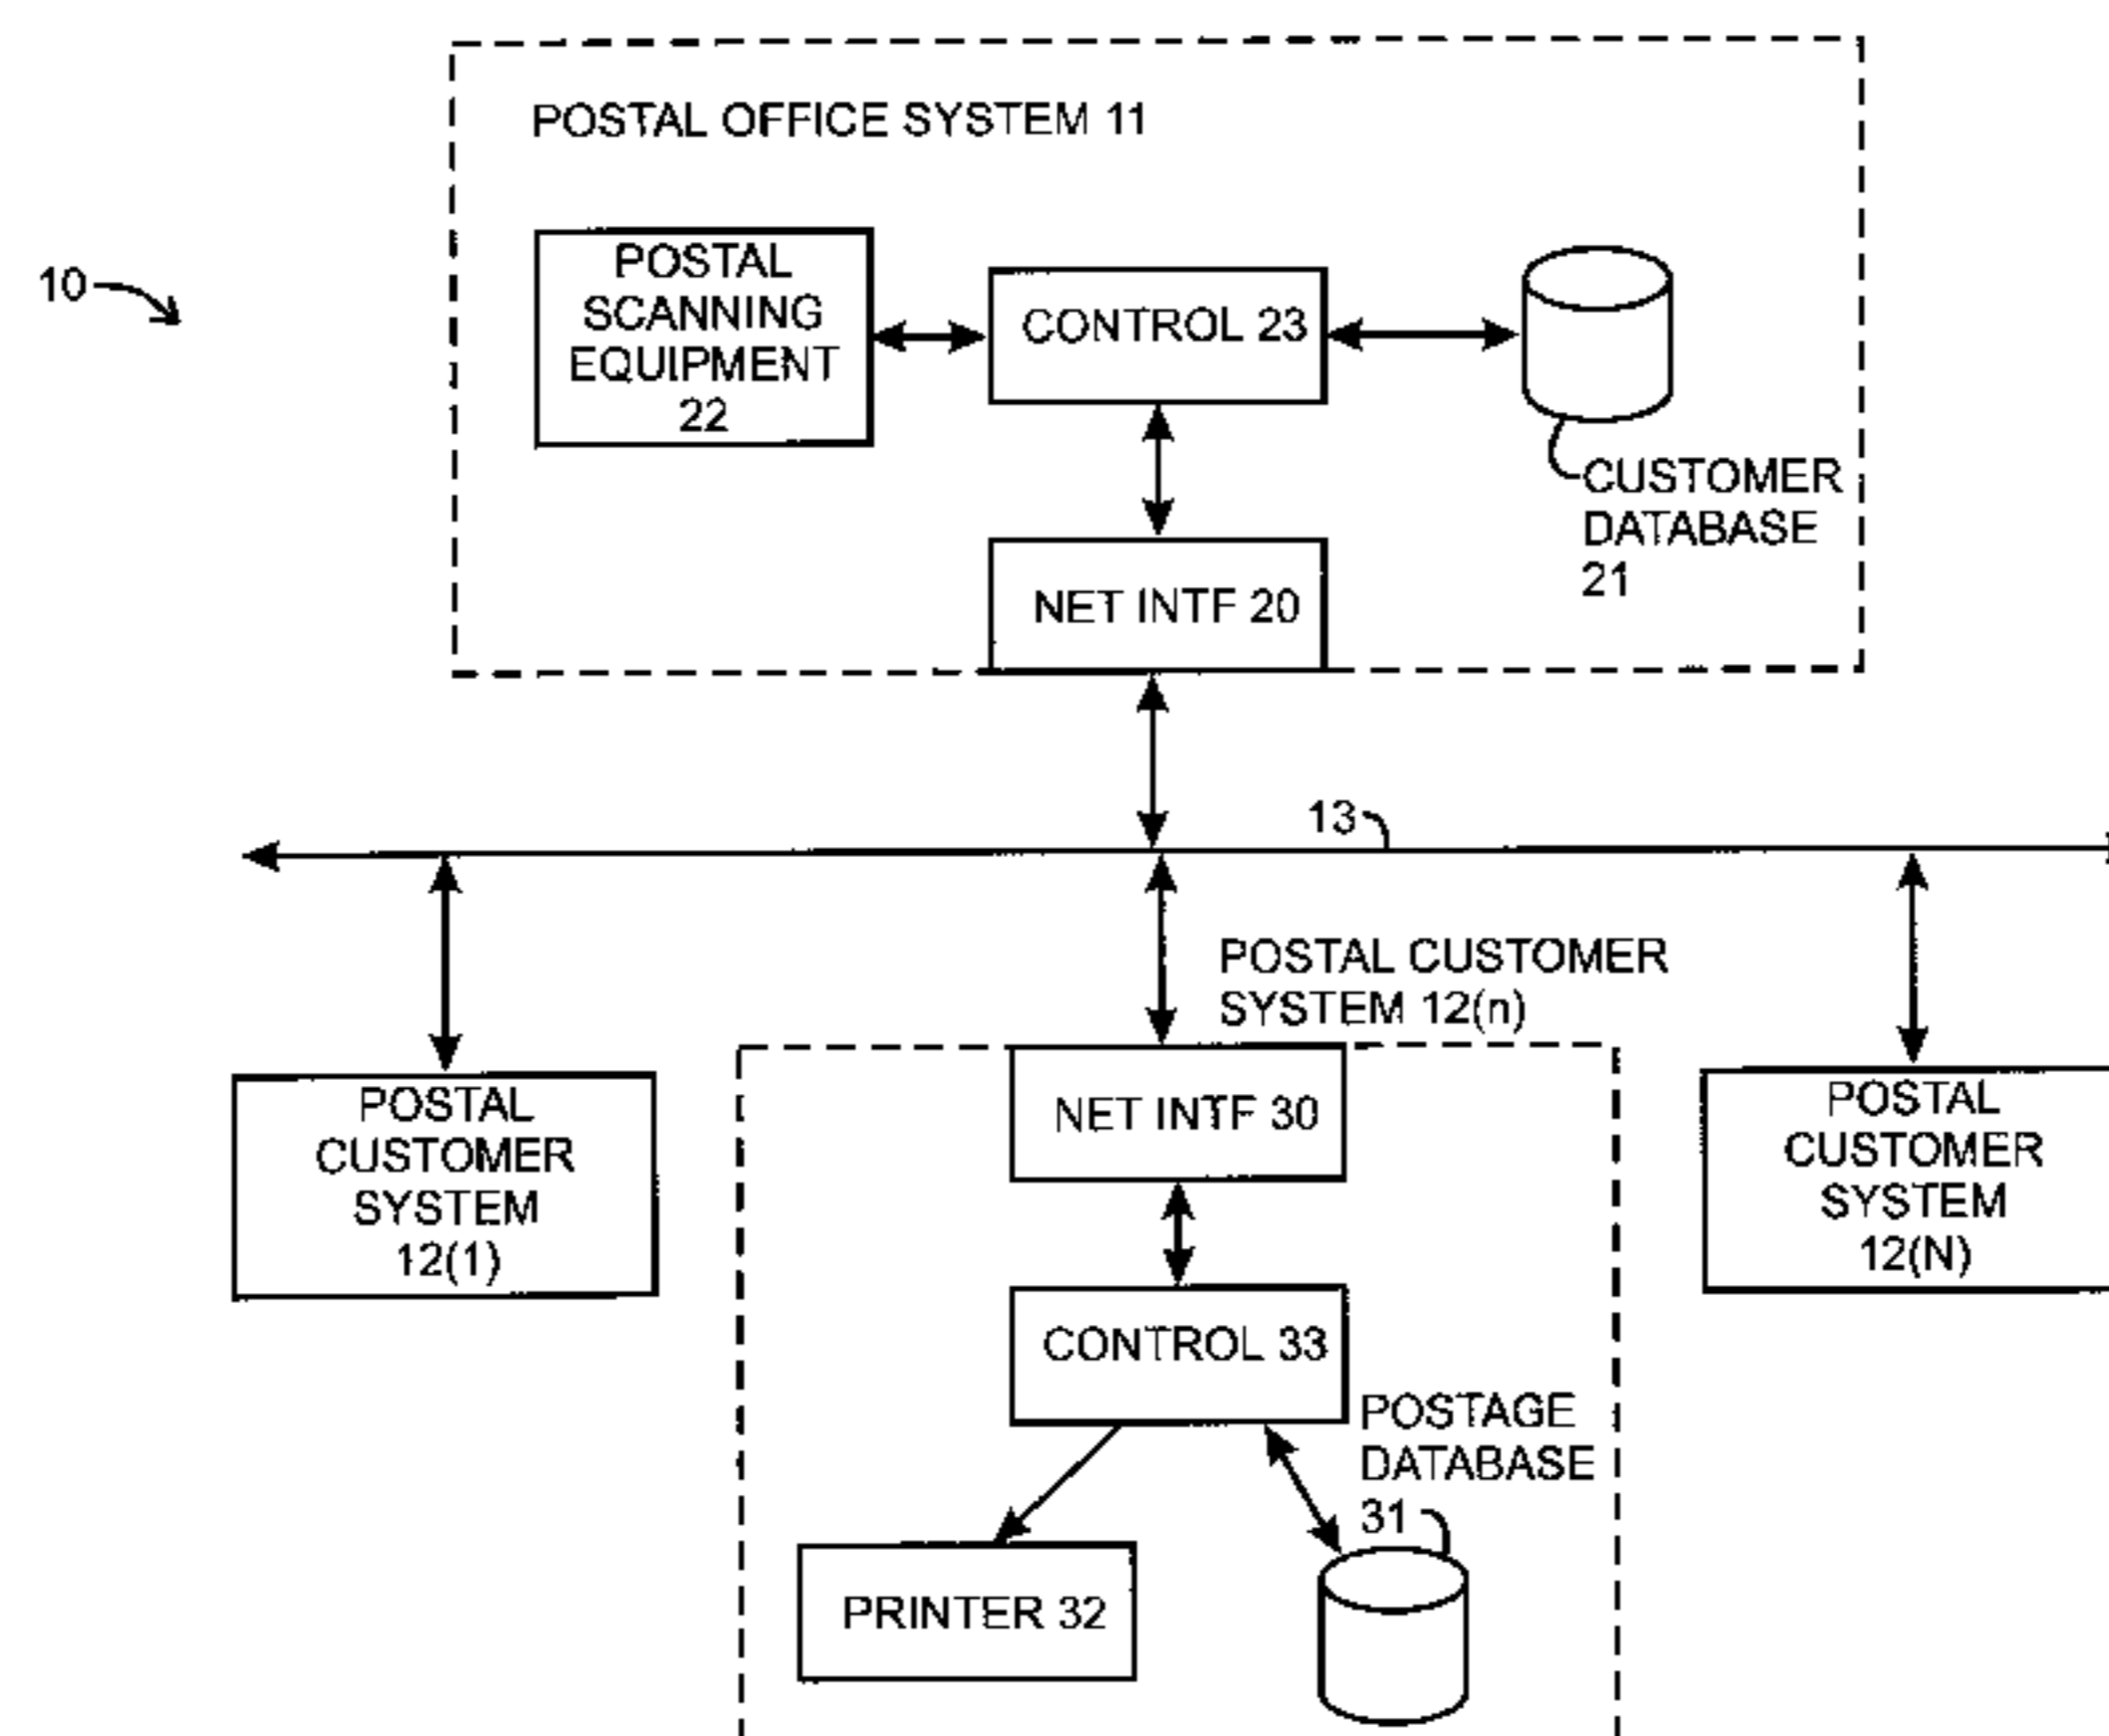 POSTAL OFFICE SYSTEM 11
10
POSTAL
SCANNING
EQUIPMENT
22
CONTROL 23
CUSTOMER
DATABASE
21
NET INTF 20
13
POSTAL CUSTOMER
SYSTEM 12(n)
POSTAL
CUSTOMER
SYSTEM
12(1)
NET INTF 30
POSTAL
CUSTOMER
SYSTEM
12(N)
CONTROL 33
POSTAGE
DATABASE
31
PRINTER 32